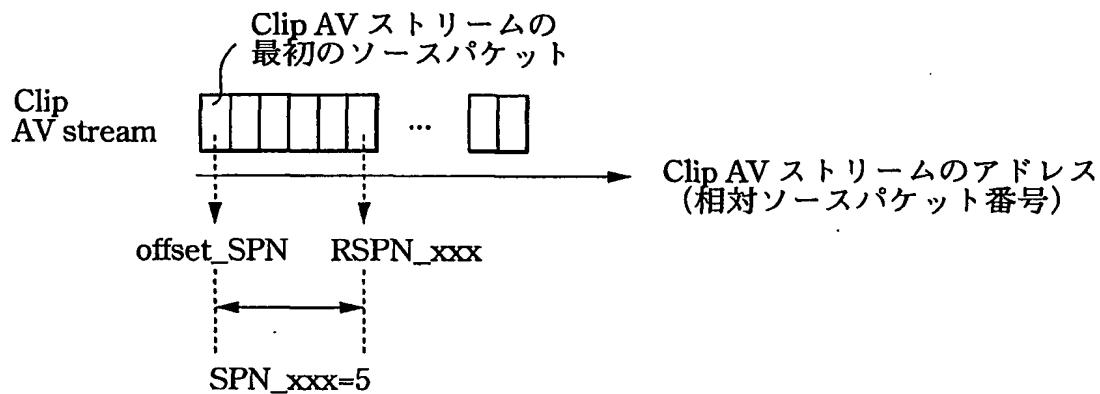 Clip AV ストリームの
最初のソースパケット
Clip
AV stream
...
Clip AV ストリームのアドレス
(相対ソースパケット番号)
offset_SPN RSPN_xxx
SPN_xxx=5